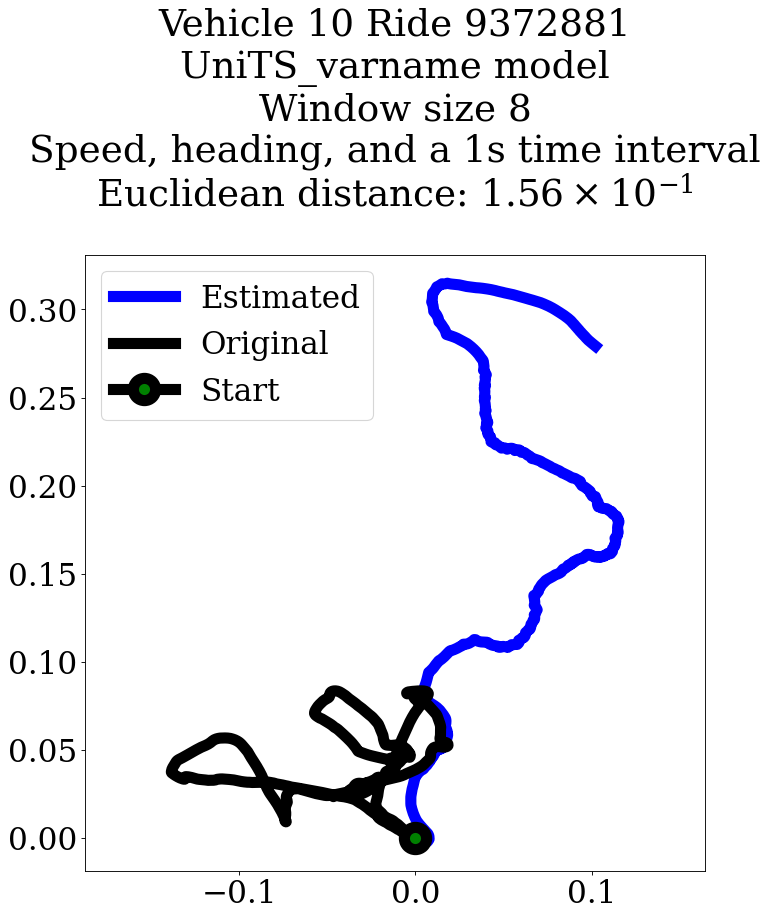 Vehicle 10 Ride 9372881
UniTS_varname model
Window size 8
Speed, heading, and a 1s time interval
Euclidean distance: 1.56 × 10⁻¹
Estimated
Original
Start
0.30
0.25
0.20
0.15
0.10
0.05
0.00
−0.1
0.0
0.1